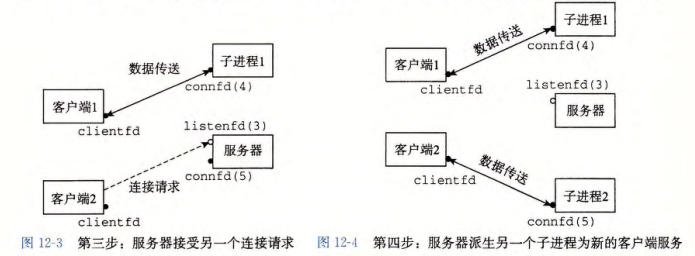 子进程1
数据传送
connfd(4)
客户端1
clientfd
listenfd(3)
服务器
connfd(5)
连接请求
客户端2
clientfd
图 12-3 第三步：服务器接受另一个连接请求
子进程1
数据传送
connfd(4)
客户端1
clientfd
listenfd(3)
服务器
客户端2
数据传送
clientfd
子进程2
connfd(5)
图 12-4 第四步：服务器派生另一个子进程为新的客户端服务